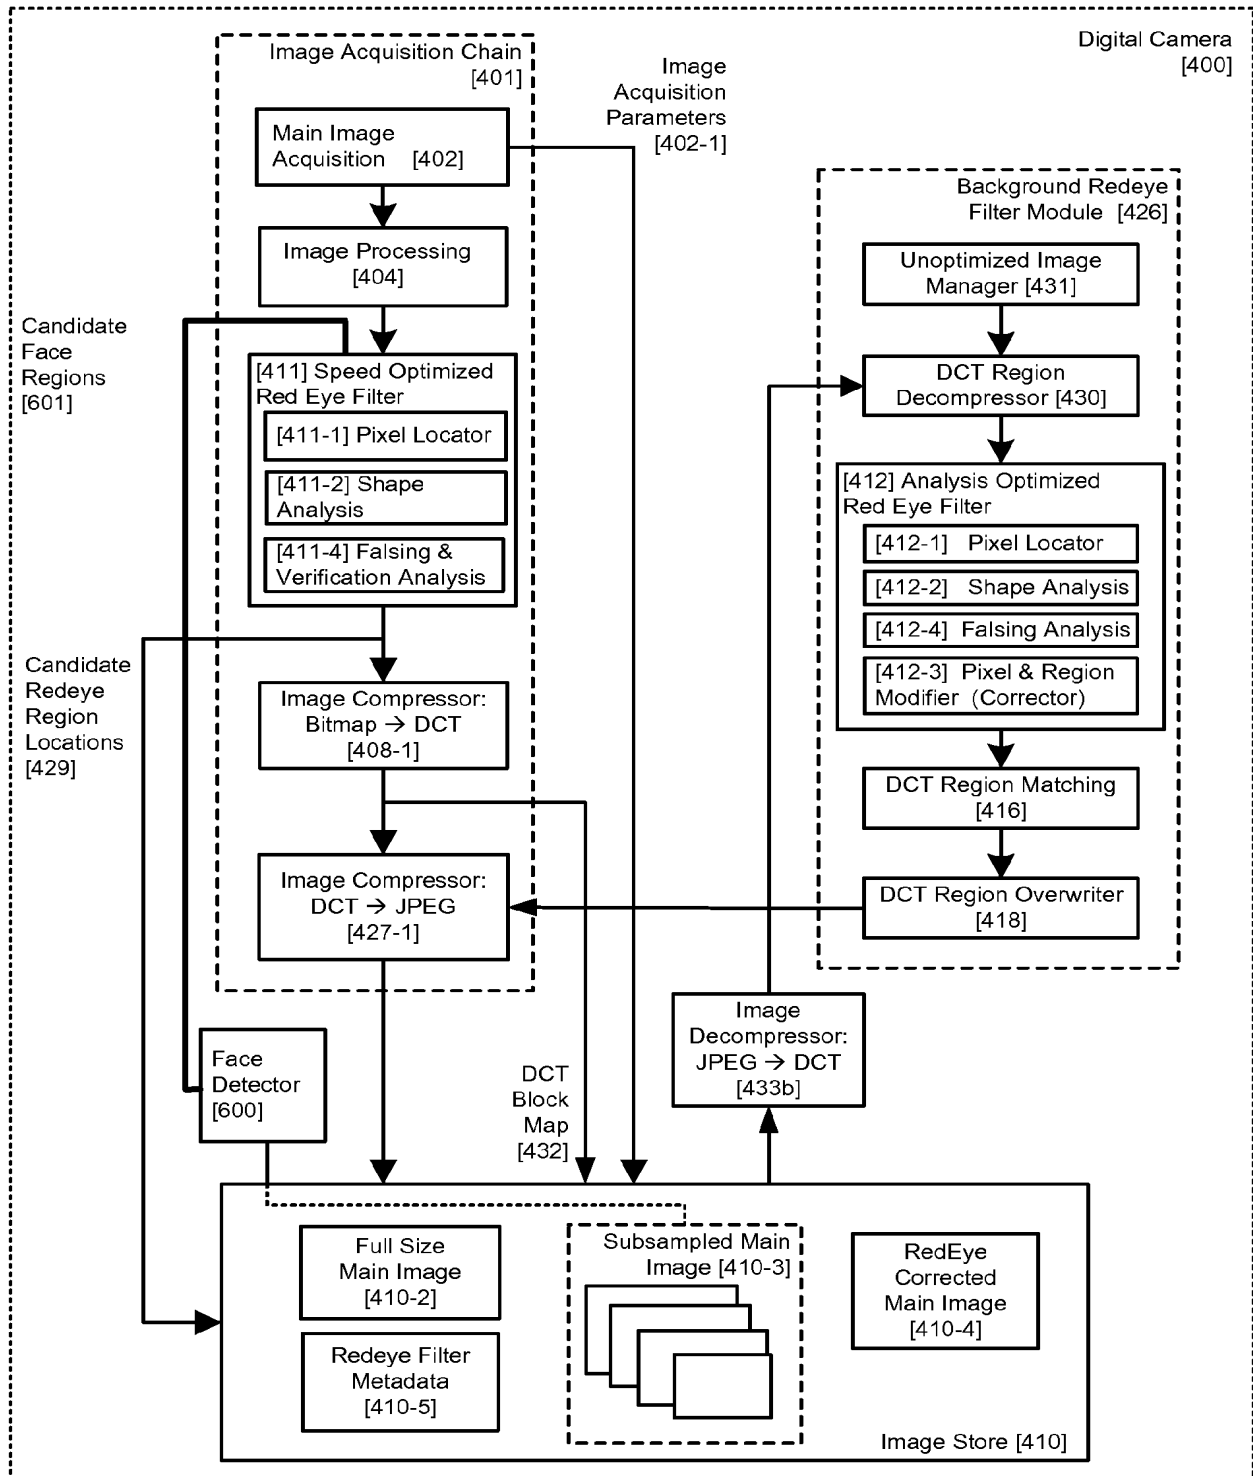 Image Acquisition Chain
[401]
Image
Acquisition
Parameters
[402-1]
Digital Camera
[400]
Main Image
Acquisition [402]
Image Processing
[404]
Candidate
Face
Regions
[601]
[411] Speed Optimized
Red Eye Filter
[411-1] Pixel Locator
[411-2] Shape
Analysis
[411-4] Falsing &
Verification Analysis
Candidate
Redeye
Region
Locations
[429]
Image Compressor:
Bitmap → DCT
[408-1]
Image Compressor:
DCT → JPEG
[427-1]
Background Redeye
Filter Module [426]
Unoptimized Image
Manager [431]
DCT Region
Decompressor [430]
[412] Analysis Optimized
Red Eye Filter
[412-1] Pixel Locator
[412-2] Shape Analysis
[412-4] Falsing Analysis
[412-3] Pixel & Region
Modifier (Corrector)
DCT Region Matching
[416]
DCT Region Overwriter
[418]
Face
Detector
[600]
DCT
Block
Map
[432]
Image
Decompressor:
JPEG → DCT
[433b]
Full Size
Main Image
[410-2]
Redeye Filter
Metadata
[410-5]
Subsampled Main
Image [410-3]
RedEye
Corrected
Main Image
[410-4]
Image Store [410]